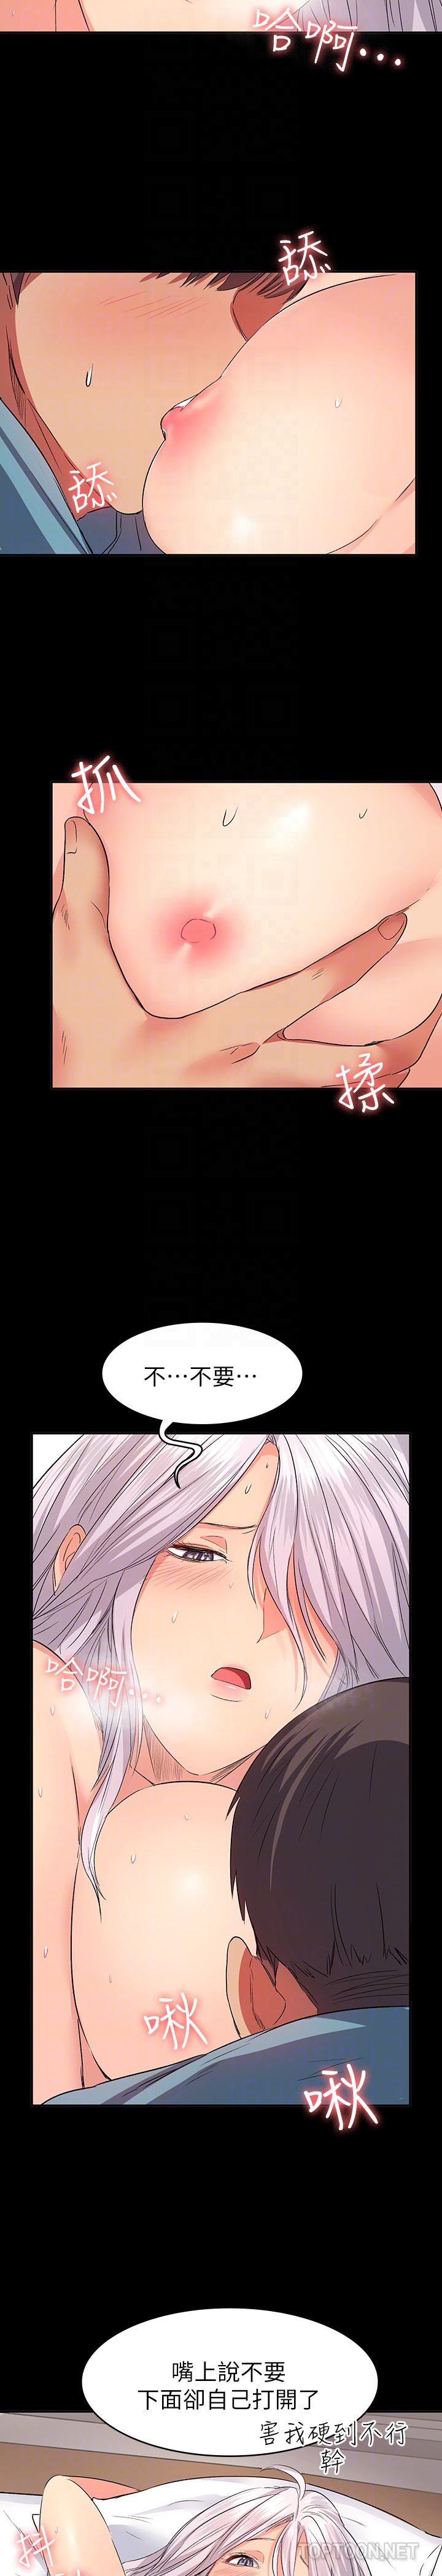 哈啊…
舔
舔
抓
揉
不…不要…
哈啊…
啾
啾
嘴上說不要
下面卻自己打開了
害我硬到不行
幹
抖
TOPTOON.NET